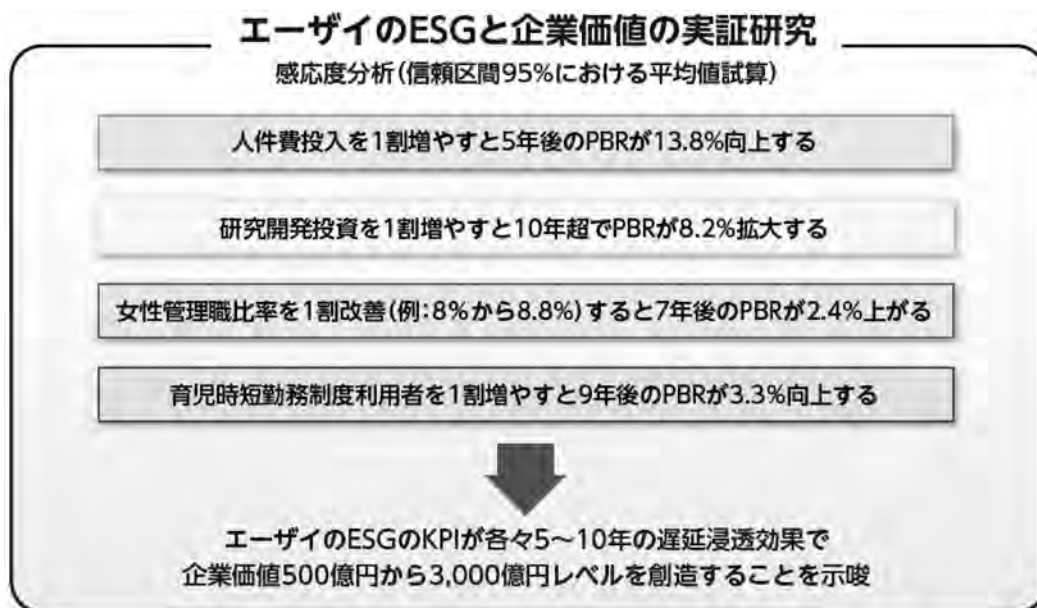 エーザイのESGと企業価値の実証研究
感応度分析(信頼区間95%における平均値試算)
人件費投入を1割増やすと5年後のPBRが13.8%向上する
研究開発投資を1割増やすと10年超でPBRが8.2%拡大する
女性管理職比率を1割改善(例:8%から8.8%)すると7年後のPBRが2.4%上がる
育児時短勤務制度利用者を1割増やすと9年後のPBRが3.3%向上する
エーザイのESGのKPIが各々5〜10年の遅延浸透効果で
企業価値500億円から3,000億円レベルを創造することを示唆